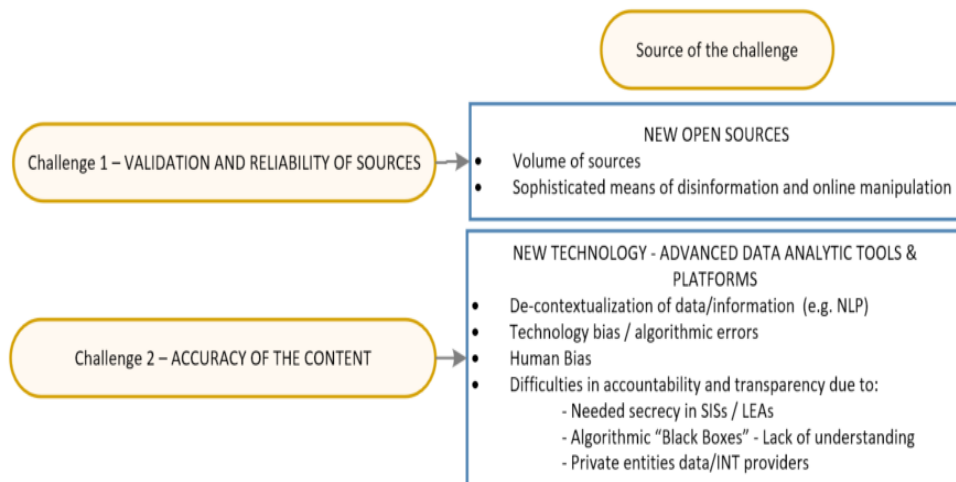 Source of the challenge
Challenge 1 – VALIDATION AND RELIABILITY OF SOURCES
NEW OPEN SOURCES
• Volume of sources
• Sophisticated means of disinformation and online manipulation
Challenge 2 – ACCURACY OF THE CONTENT
NEW TECHNOLOGY - ADVANCED DATA ANALYTIC TOOLS &
PLATFORMS
• De-contextualization of data/information (e.g. NLP)
• Technology bias / algorithmic errors
• Human Bias
• Difficulties in accountability and transparency due to:
- Needed secrecy in SISs / LEAs
- Algorithmic “Black Boxes” - Lack of understanding
- Private entities data/INT providers